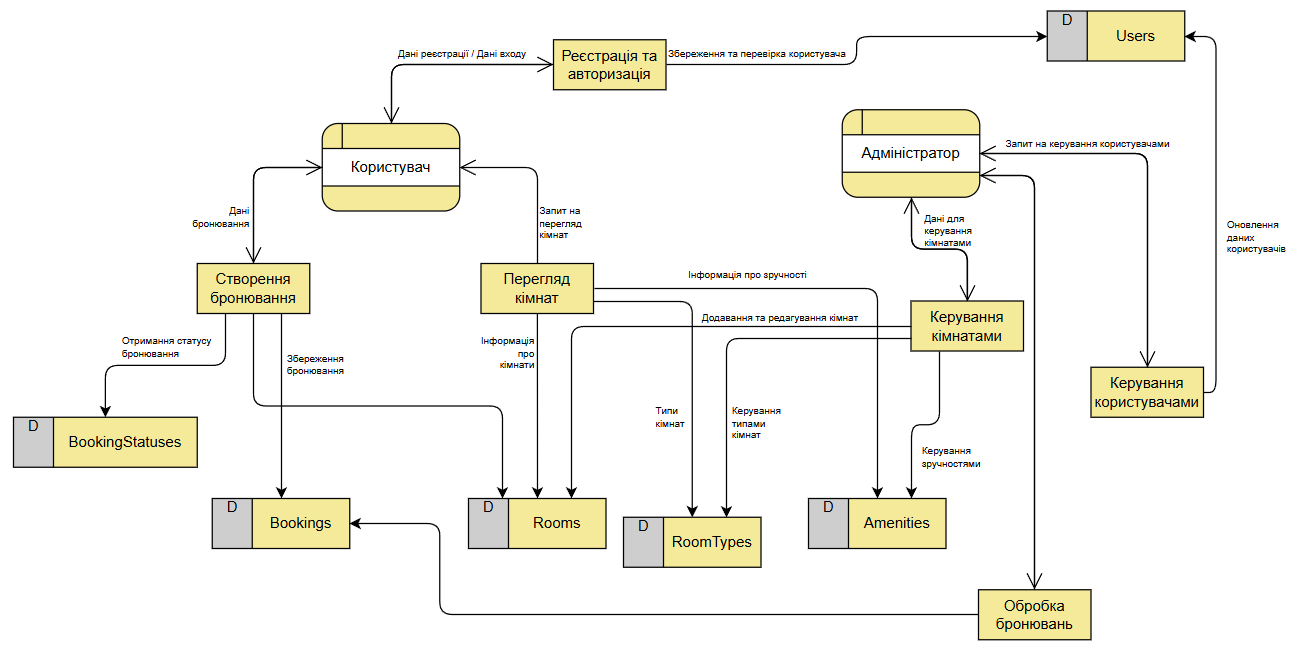 D
Users
Дані реєстрації / Дані входу
Реєстрація та
авторизація
Збереження та перевірка користувача
Користувач
Адміністратор
Запит на керування користувачами
Дані
бронювання
Запит на
перегляд
кімнат
Дані для
керування
кімнатами
Оновлення
даних
користувачів
Створення
бронювання
Перегляд
кімнат
Інформація про зручності
Додавання та редагування кімнат
Керування
кімнатами
Отримання статусу
бронювання
Збереження
бронювання
Інформація
про
кімнати
Керування
користувачами
Типи
кімнат
Керування
типами
кімнат
Керування
зручностями
D
BookingStatuses
D
Bookings
D
Rooms
D
RoomTypes
D
Amenities
Обробка
бронювань